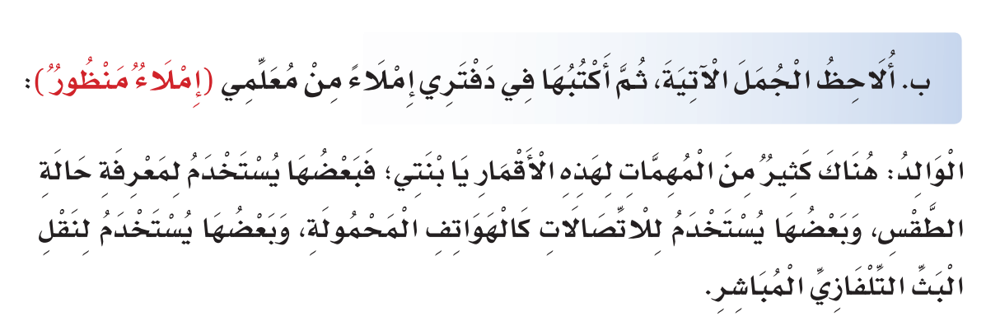 ب. أُلَاحِظُ الْجُمَلَ الْآتِيَةَ، ثُمَّ أَكْتُبُهَا فِي دَفْتَرِي إِمْلَاءً مِنْ مُعَلِّمِي (إِمْلَاءٌ مَنْظُورٌ):
الْوَالِدُ: هُنَاكَ كَثِيرٌ مِنَ الْمُهِمَّاتِ لِهَذِهِ الْأَقْمَارِ يَا بْنَتِي؛ فَبَعْضُهَا يُسْتَخْدَمُ لِمَعْرِفَةِ حَالَةِ
الطَّقْسِ، وَبَعْضُهَا يُسْتَخْدَمُ لِلْاتِّصَالَاتِ كَالْهَوَاتِفِ الْمَحْمُولَةِ، وَبَعْضُهَا يُسْتَخْدَمُ لِنَقْلِ
الْبَثِّ التِّلْفَازِيِّ الْمُبَاشِرِ.